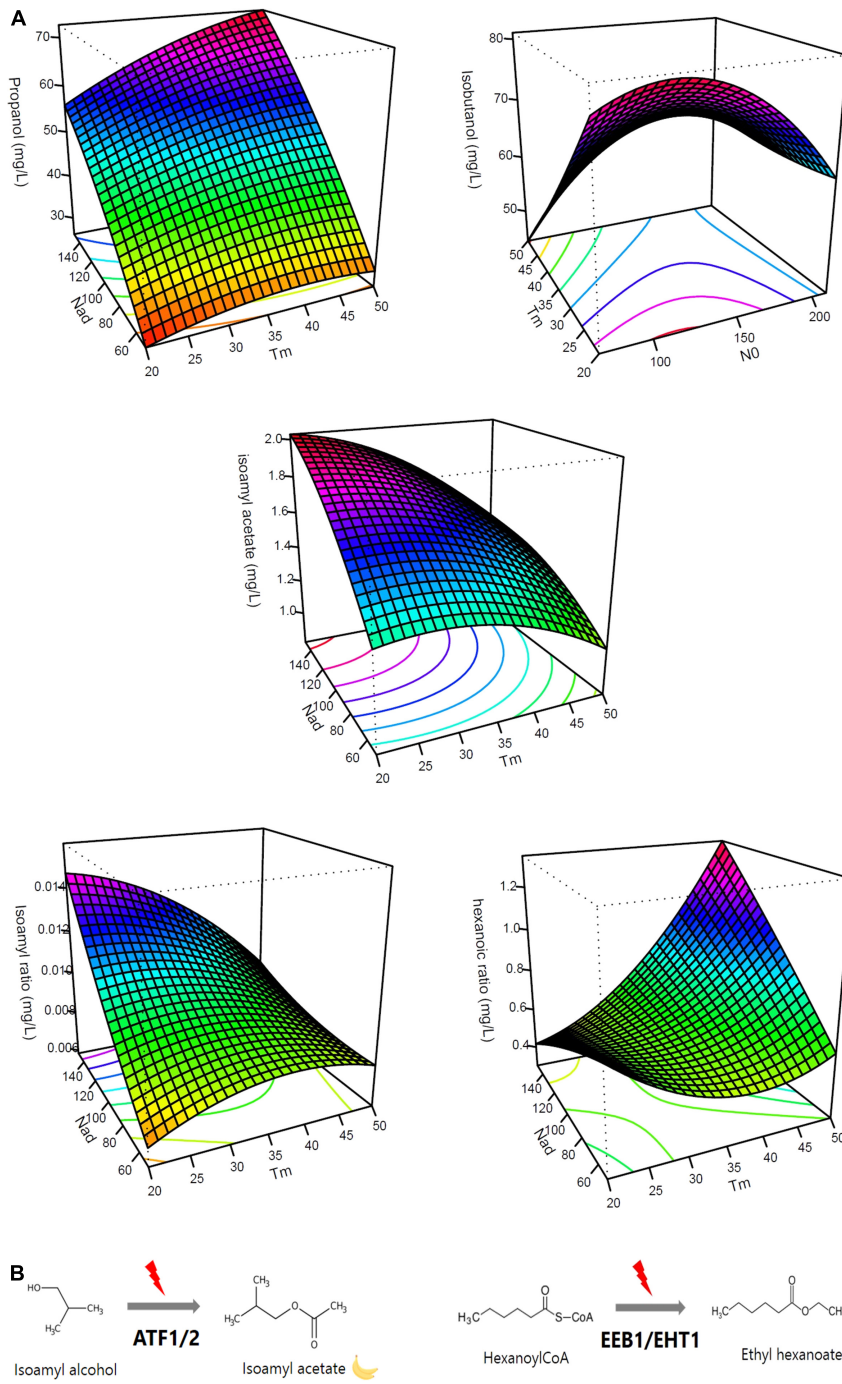 A
70
60
50
40
30
Propanol (mg/L)
140
120
100
80
60
Nad
20
25
30
35
40
45
50
Tm
80
70
60
50
Isobutanol (mg/L)
50
45
40
35
30
25
20
Tm
100
150
200
N0
2.0
1.8
1.6
1.4
1.2
1.0
isoamyl acetate (mg/L)
140
120
100
80
60
Nad
20
25
30
35
40
45
50
Tm
0.014
0.012
0.010
0.008
0.006
Isoamyl ratio (mg/L)
140
120
100
80
60
Nad
20
25
30
35
40
45
50
Tm
1.2
1.0
0.8
0.6
0.4
hexanoic ratio (mg/L)
140
120
100
80
60
Nad
20
25
30
35
40
45
50
Tm
B
HO
CH₃
H₃C
ATF1/2
CH₃
H₃C
O
CH₃
O
Isoamyl alcohol
Isoamyl acetate
O
H₃C
S—CoA
EEB1/EHT1
O
H₃C
O
CH
HexanoylCoA
Ethyl hexanoate